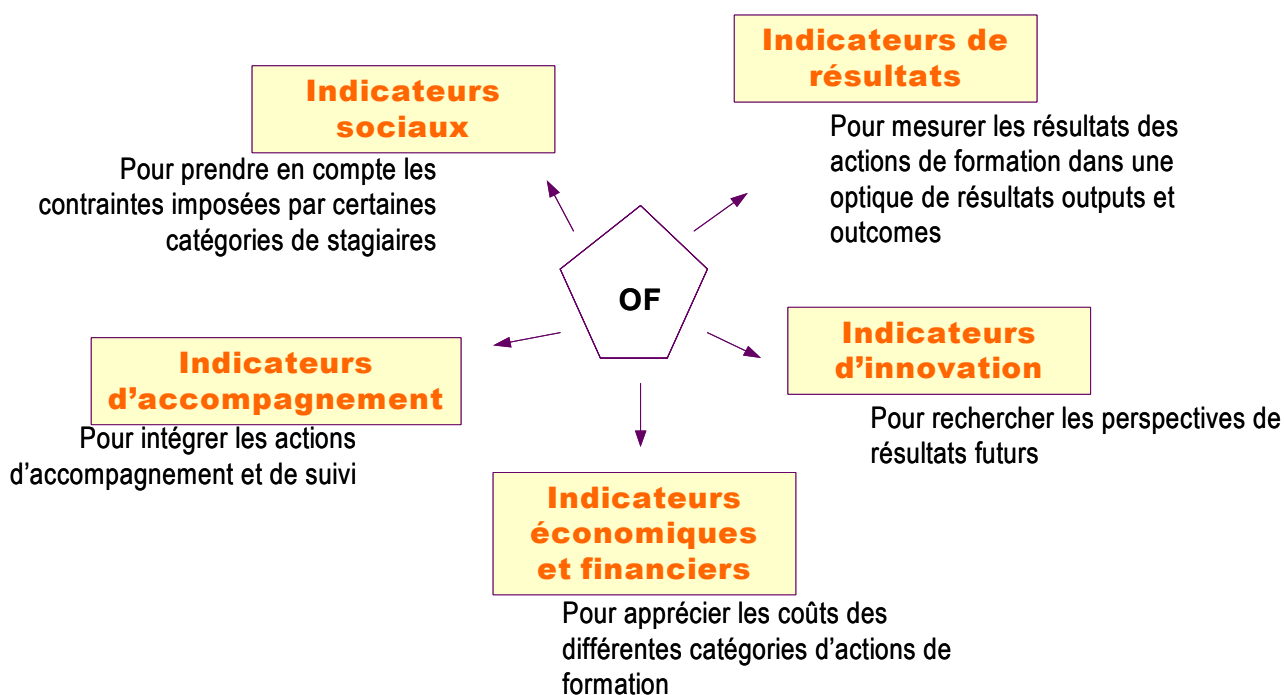 Indicateurs
sociaux
Pour prendre en compte les
contraintes imposées par certaines
catégories de stagiaires
Indicateurs de
résultats
Pour mesurer les résultats des
actions de formation dans une
optique de résultats outputs et
outcomes
OF
Indicateurs
d’accompagnement
Pour intégrer les actions
d’accompagnement et de suivi
Indicateurs
d’innovation
Pour rechercher les perspectives de
résultats futurs
Indicateurs
économiques
et financiers
Pour apprécier les coûts des
différentes catégories d’actions de
formation